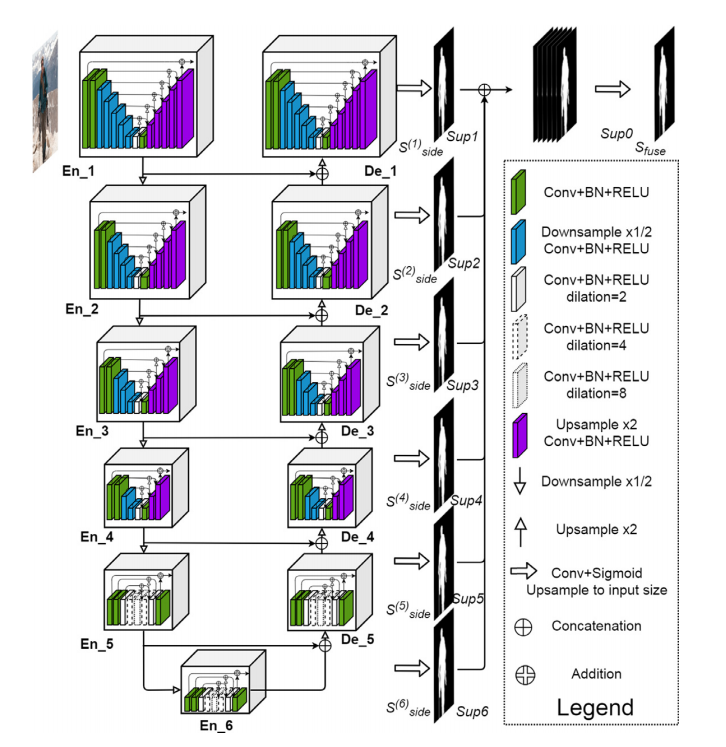 En_1
De_1
S(1)side
Sup1
Sup0
Sfuse
En_2
De_2
S(2)side
Sup2
En_3
De_3
S(3)side
Sup3
En_4
De_4
S(4)side
Sup4
En_5
De_5
S(5)side
Sup5
En_6
S(6)side
Sup6
Conv+BN+RELU
Downsample x1/2
Conv+BN+RELU
Conv+BN+RELU
dilation=2
Conv+BN+RELU
dilation=4
Conv+BN+RELU
dilation=8
Upsample x2
Conv+BN+RELU
Downsample x1/2
Upsample x2
Conv+Sigmoid
Upsample to input size
Concatenation
Addition
Legend